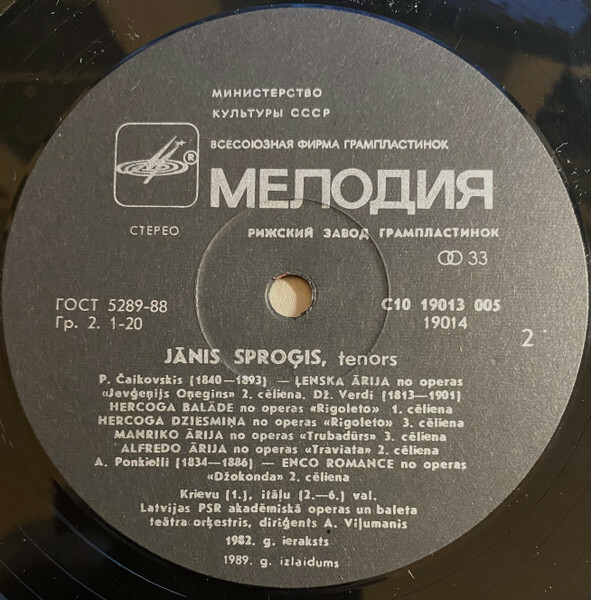 МИНИСТЕРСТВО
КУЛЬТУРЫ СССР
ВСЕСОЮЗНАЯ ФИРМА ГРАМПЛАСТИНОК
®
МЕЛОДИЯ
СТЕРЕО
РИЖСКИЙ ЗАВОД ГРАМПЛАСТИНОК
33
ГОСТ 5289-88
Гр. 2. 1-20
С10 19013 005
19014
2
JĀNIS SPROĢIS, tenors
P. Čaikovskis (1840—1893) — ĻENSKA ĀRIJA no operas
«Jevģeņijs Oņegins» 2. cēliena. Dž. Verdi (1813—1901)
HERCOGA BALĀDE no operas «Rigoleto» 1. cēliena
HERCOGA DZIESMIŅA no operas «Rigoleto» 3. cēliena
MANRIKO ĀRIJA no operas «Trubadūrs» 3. cēliena
ALFREDO ĀRIJA no operas «Traviata» 2. cēliena
A. Ponkielli (1834—1886) — ENCO ROMANCE no operas
«Džokonda» 2. cēliena
Krievu (1.), itāļu (2.—6.) val.
Latvijas PSR akadēmiskā operas un baleta
teātra orķestris, diriģents A. Viļumanis
1982. g. ieraksts
1989. g. izlaidums